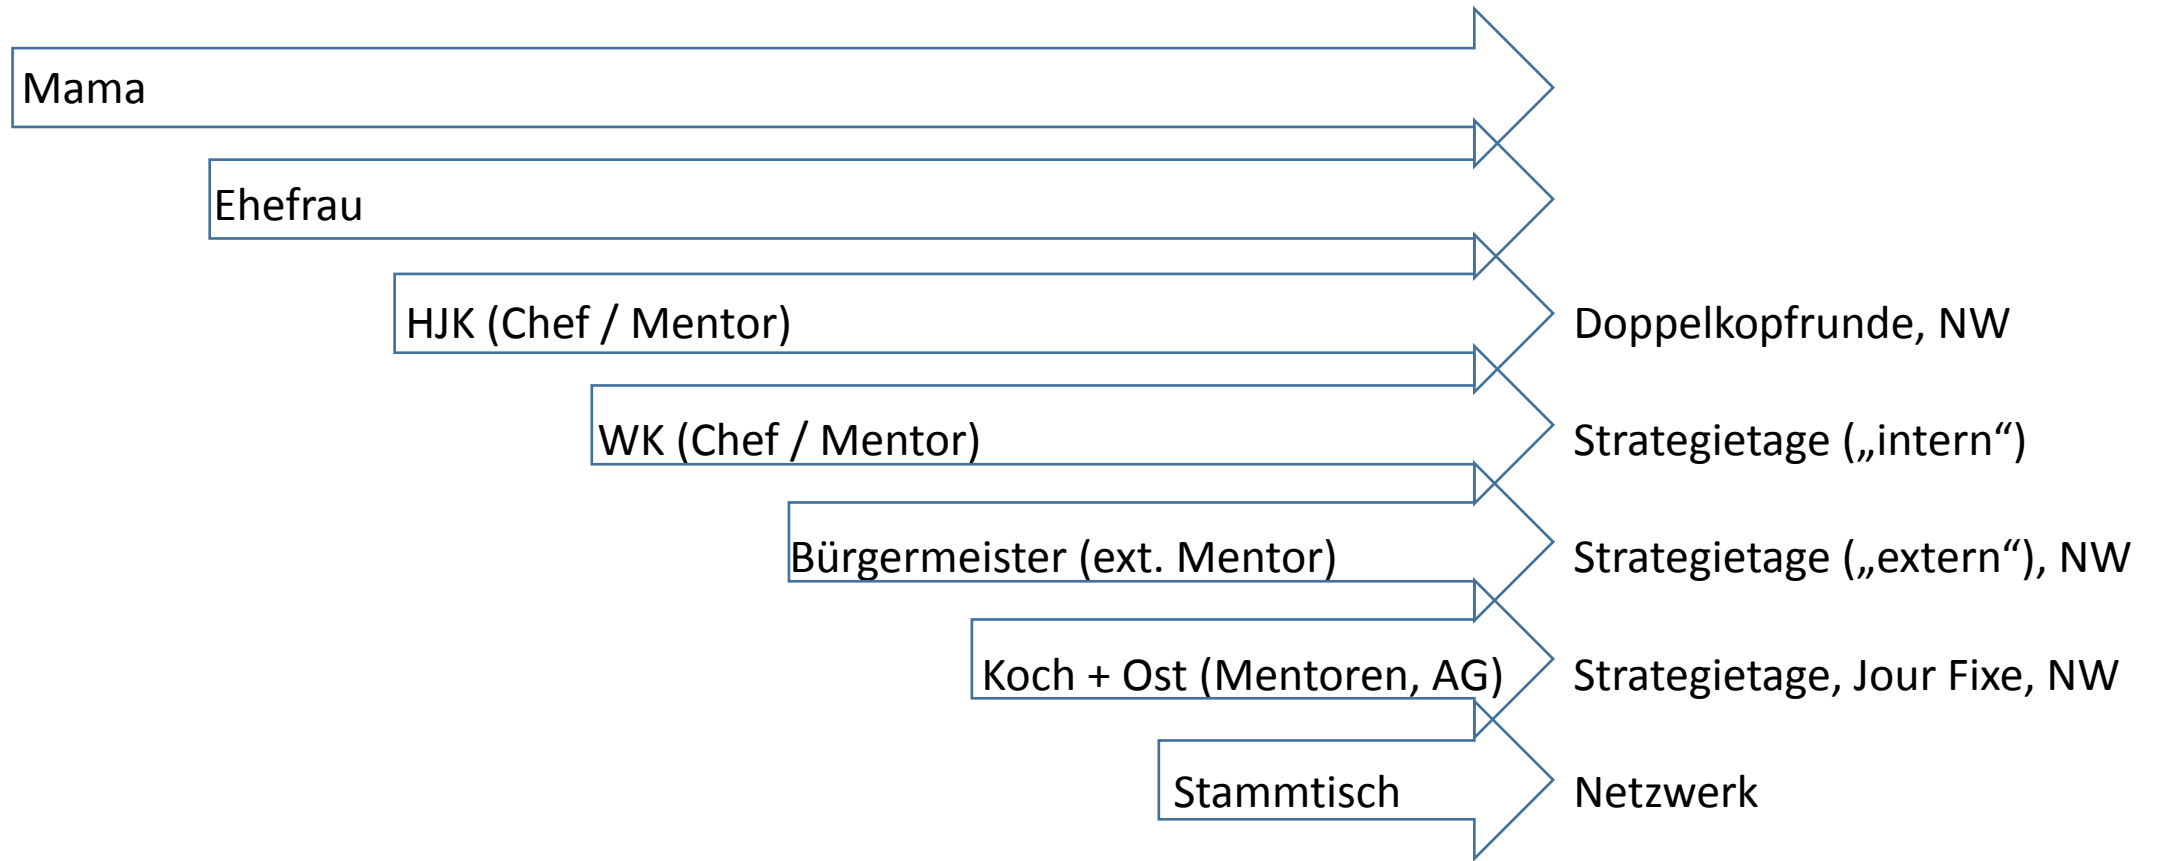 Mama
Ehefrau
HJK (Chef / Mentor) Doppelkopfrunde, NW
WK (Chef / Mentor) Strategietage („intern“)
Bürgermeister (ext. Mentor) Strategietage („extern“), NW
Koch + Ost (Mentoren, AG) Strategietage, Jour Fixe, NW
Stammtisch Netzwerk